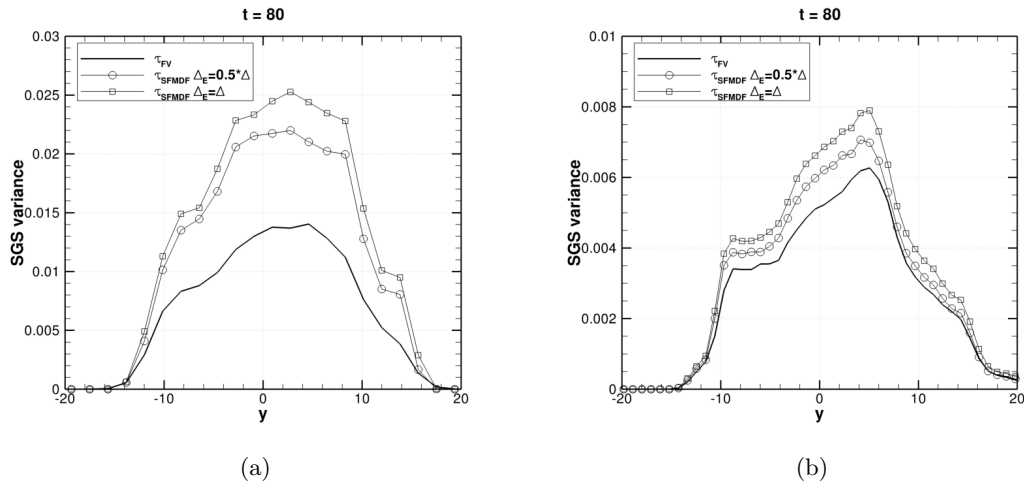 t = 80
0.03
0.025
0.02
0.015
0.01
0.005
0
SGS variance
τFV
τSFMDF ΔE=0.5*Δ
τSFMDF ΔE=Δ
-20 -10 0 10 20
y
(a)
t = 80
0.01
0.008
0.006
0.004
0.002
0
SGS variance
τFV
τSFMDF ΔE=0.5*Δ
τSFMDF ΔE=Δ
-20 -10 0 10 20
y
(b)